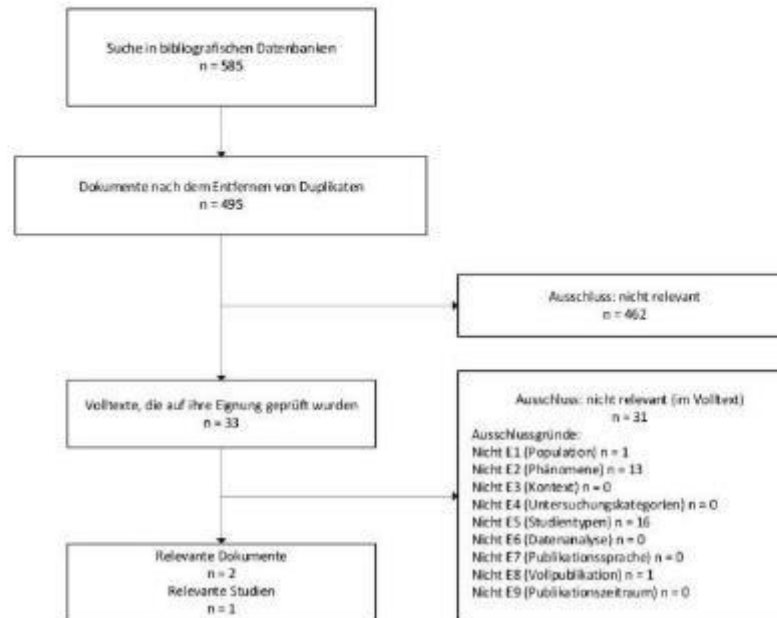 Suche in bibliografischen Datenbanken
n = 585
Dokumente nach dem Entfernen von Duplikaten
n = 495
Ausschluss: nicht relevant
n = 462
Volltexte, die auf ihre Eignung geprüft wurden
n = 33
Ausschluss: nicht relevant (im Volltext)
n = 31
Ausschlussgründe:
Nicht E1 (Population) n = 1
Nicht E2 (Phänomene) n = 13
Nicht E3 (Kontext) n = 0
Nicht E4 (Untersuchungskategorien) n = 0
Nicht E5 (Studientypen) n = 16
Nicht E6 (Datenanalyse) n = 0
Nicht E7 (Publikationssprache) n = 0
Nicht E8 (Vollpublikation) n = 1
Nicht E9 (Publikationszeitraum) n = 0
Relevante Dokumente
n = 2
Relevante Studien
n = 1